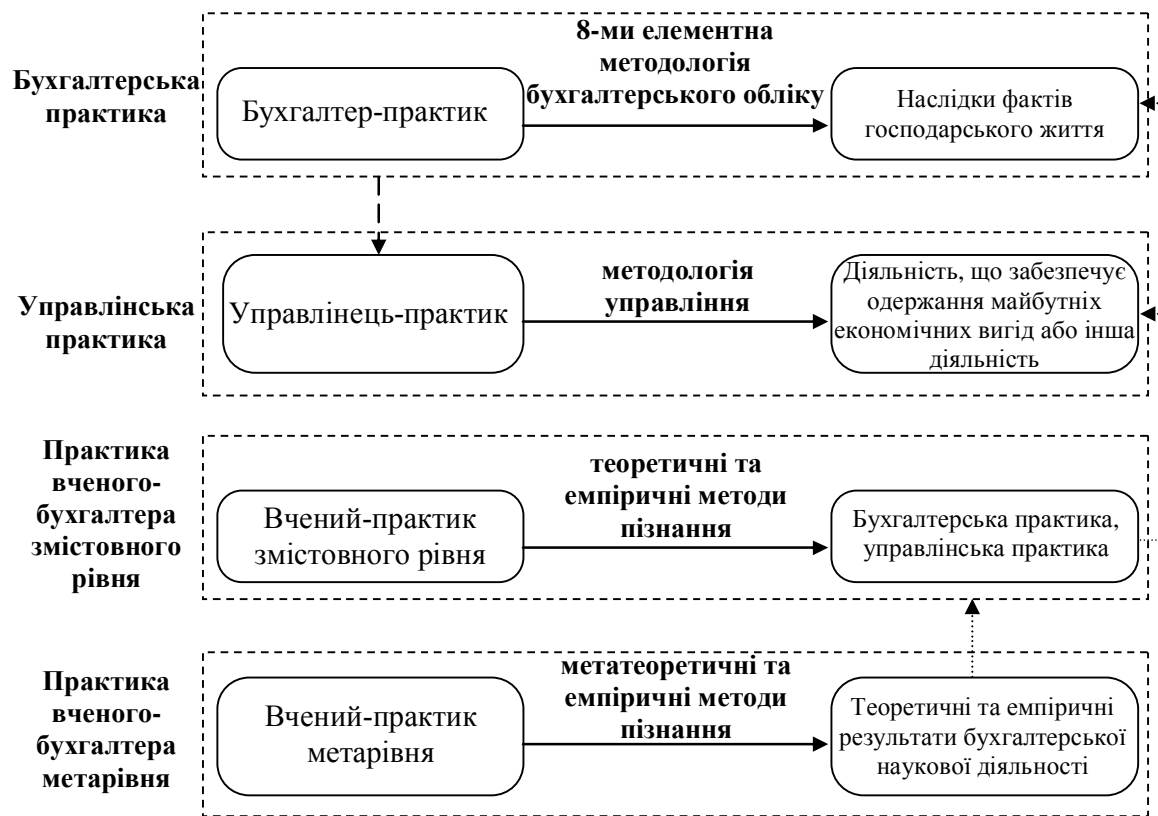 Бухгалтерська
практика
Бухгалтер-практик
8-ми елементна
методологія
бухгалтерського обліку
Наслідки фактів
господарського життя
Управлінська
практика
Управлінець-практик
методологія
управління
Діяльність, що забезпечує
одержання майбутніх
економічних вигід або інша
діяльність
Практика
вченого-
бухгалтера
змістовного
рівня
Вчений-практик
змістовного рівня
теоретичні та
емпіричні методи
пізнання
Бухгалтерська практика,
управлінська практика
Практика
вченого-
бухгалтера
метарівня
Вчений-практик
метарівня
метатеоретичні та
емпіричні методи
пізнання
Теоретичні та емпіричні
результати бухгалтерської
наукової діяльності